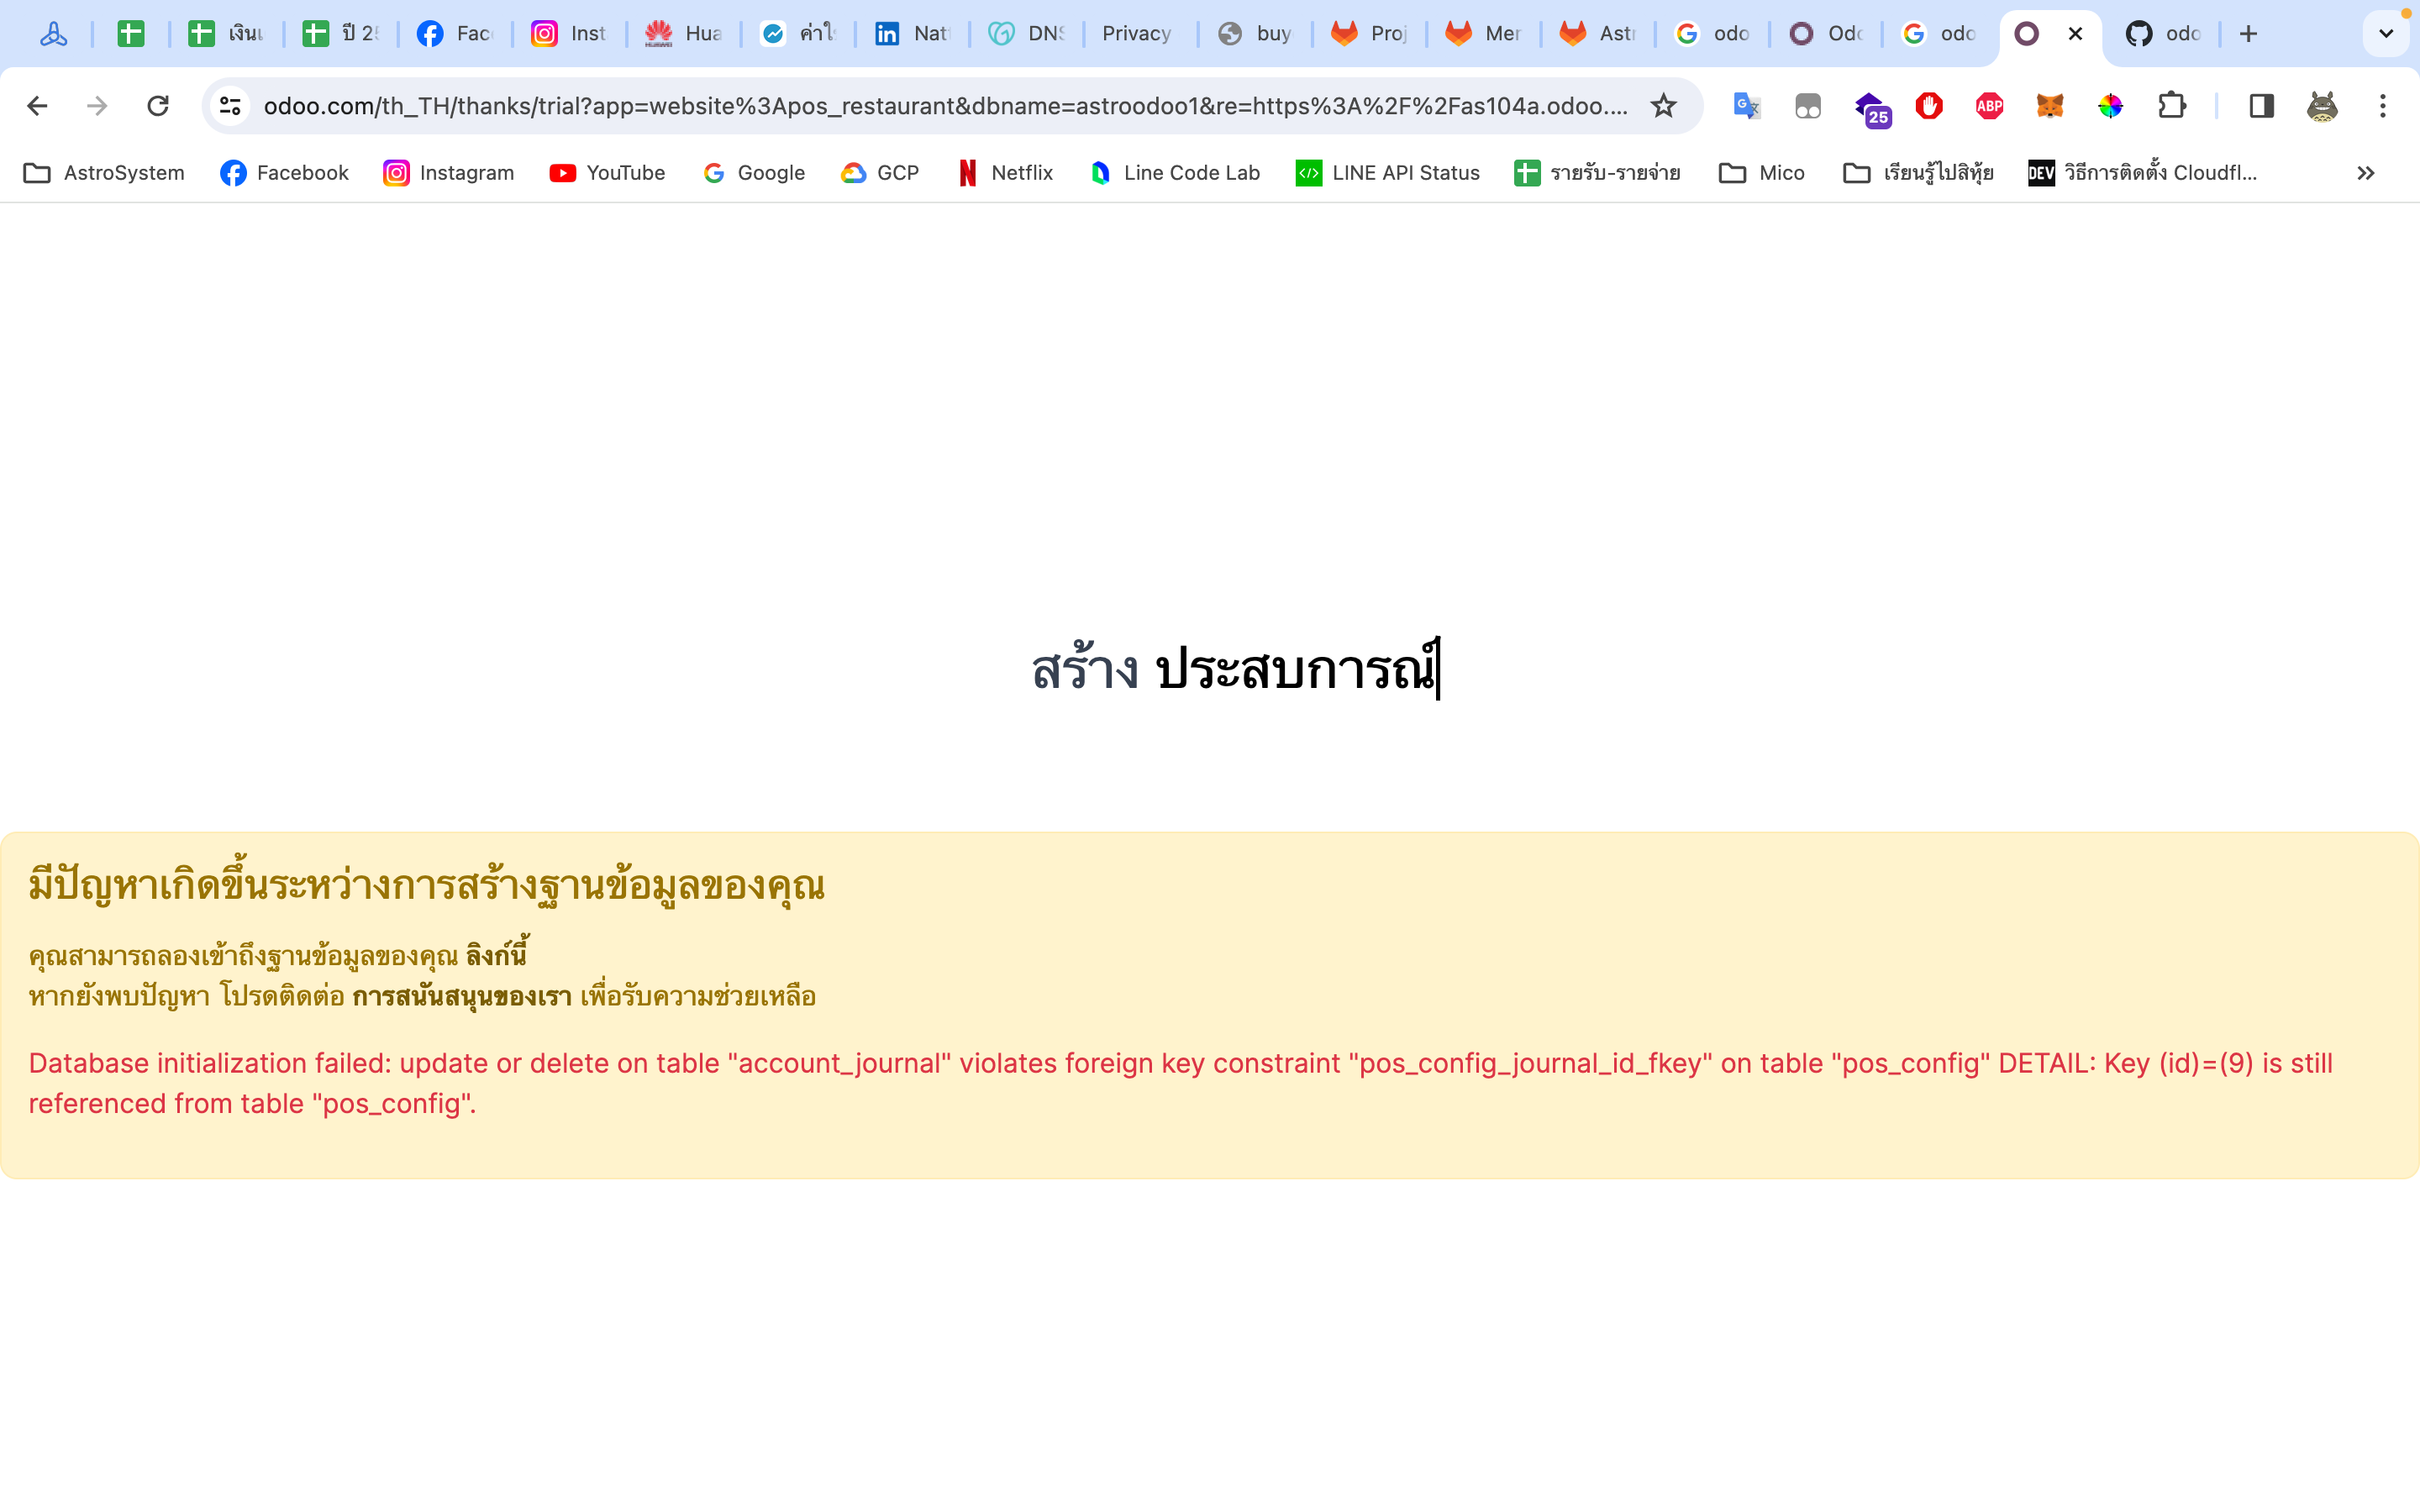 เงินเ
ปี 25
Fac
Inst
Hua
ค่าใ
Nat
DNS
Privacy
buy
Proj
Mer
Astr
odo
Odo
odo
odo
odoo.com/th_TH/thanks/trial?app=website%3Apos_restaurant&dbname=astroodoo1&re=https%3A%2F%2Fas104a.odoo....
25
ABP
AstroSystem
Facebook
Instagram
YouTube
Google
GCP
Netflix
Line Code Lab
LINE API Status
รายรับ-รายจ่าย
Mico
เรียนรู้ไปสิหุ้ย
DEV
วิธีการติดตั้ง Cloudfl...
สร้าง ประสบการณ์
มีปัญหาเกิดขึ้นระหว่างการสร้างฐานข้อมูลของคุณ
คุณสามารถลองเข้าถึงฐานข้อมูลของคุณ ลิงก์นี้
หากยังพบปัญหา โปรดติดต่อ การสนันสนุนของเรา เพื่อรับความช่วยเหลือ
Database initialization failed: update or delete on table "account_journal" violates foreign key constraint "pos_config_journal_id_fkey" on table "pos_config" DETAIL: Key (id)=(9) is still
referenced from table "pos_config".